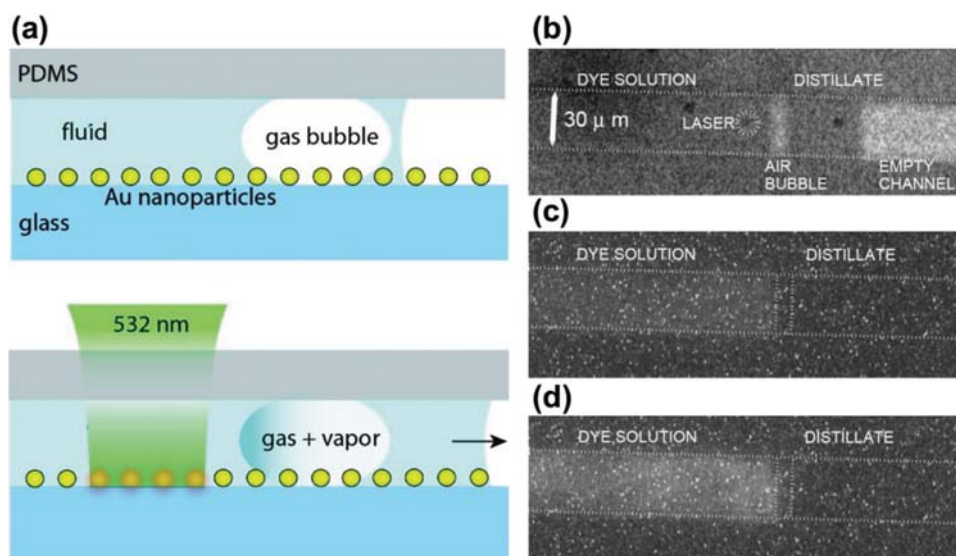 (a)
PDMS
fluid
gas bubble
Au nanoparticles
glass
532 nm
gas + vapor
(b)
DYE SOLUTION DISTILLATE
30 μ m
LASER
AIR
BUBBLE
EMPTY
CHANNEL
(c)
DYE SOLUTION DISTILLATE
(d)
DYE SOLUTION DISTILLATE